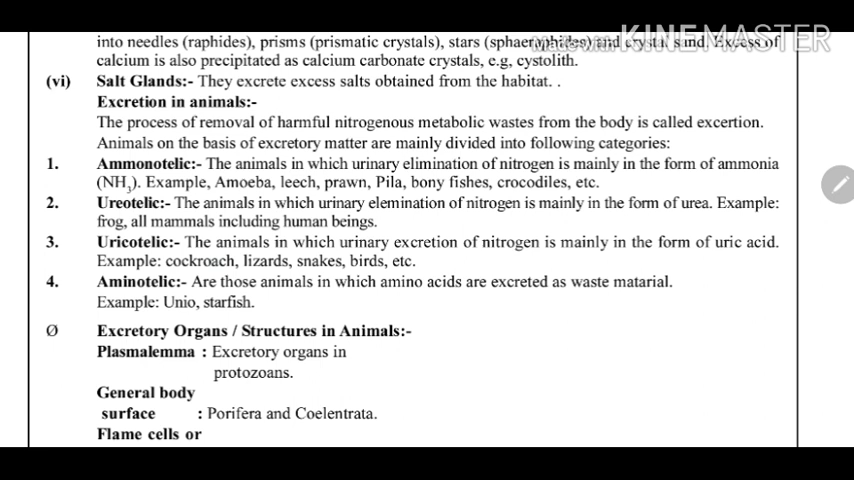 KINEMASTER
into needles (raphides), prisms (prismatic crystals), stars (sphaeraphides) and crystal sand. Excess of
calcium is also precipitated as calcium carbonate crystals, e.g, cystolith.
(vi) Salt Glands:- They excrete excess salts obtained from the habitat. .
Excretion in animals:-
The process of removal of harmful nitrogenous metabolic wastes from the body is called excertion.
Animals on the basis of excretory matter are mainly divided into following categories:
1. Ammonotelic:- The animals in which urinary elimination of nitrogen is mainly in the form of ammonia
(NH3). Example, Amoeba, leech, prawn, Pila, bony fishes, crocodiles, etc.
2. Ureotelic:- The animals in which urinary elemination of nitrogen is mainly in the form of urea. Example:
frog, all mammals including human beings.
3. Uricotelic:- The animals in which urinary excretion of nitrogen is mainly in the form of uric acid.
Example: cockroach, lizards, snakes, birds, etc.
4. Aminotelic:- Are those animals in which amino acids are excreted as waste matarial.
Example: Unio, starfish.
Ø Excretory Organs / Structures in Animals:-
Plasmalemma : Excretory organs in
protozoans.
General body
surface : Porifera and Coelentrata.
Flame cells or